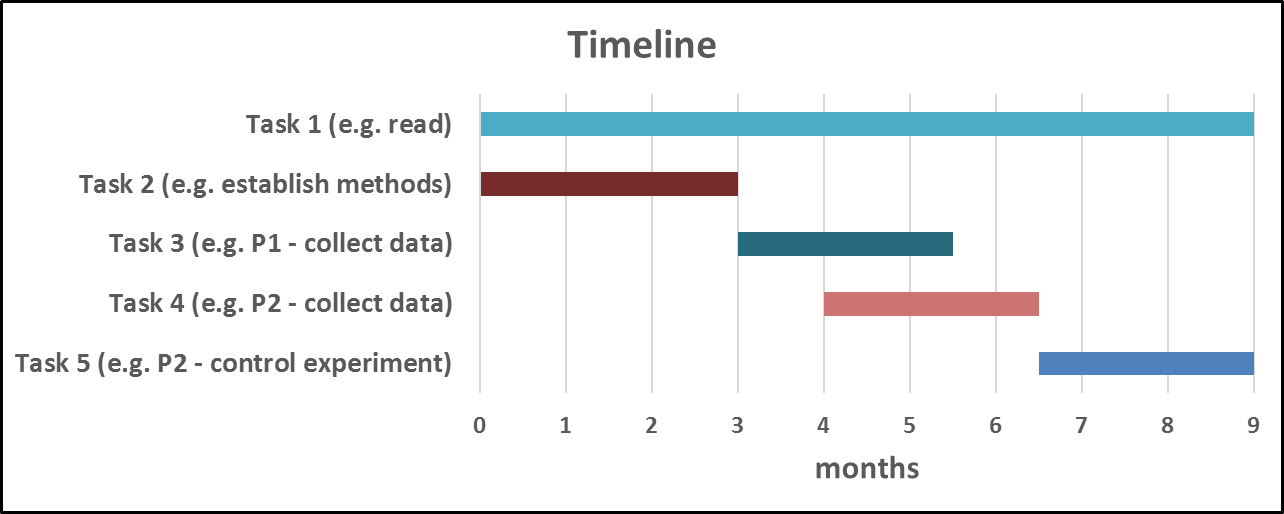 Timeline
Task 1 (e.g. read)
Task 2 (e.g. establish methods)
Task 3 (e.g. P1 - collect data)
Task 4 (e.g. P2 - collect data)
Task 5 (e.g. P2 - control experiment)
0 1 2 3 4 5 6 7 8 9
months